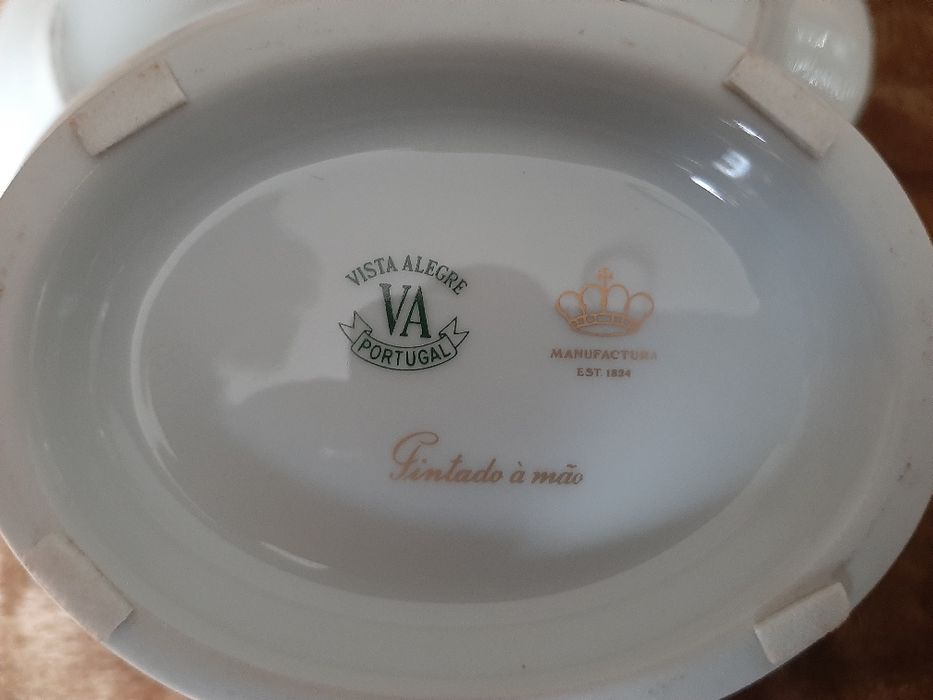 VISTA ALEGRE
VA
PORTUGAL
MANUFACTURA
EST. 1824
Pintado à mão